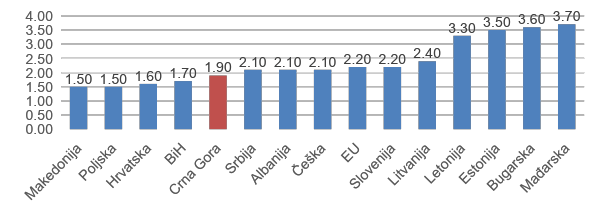 4.00
3.50
3.00
2.50
2.00
1.50
1.00
0.50
0.00
1.50 1.50 1.60 1.70 1.90 2.10 2.10 2.10 2.20 2.20 2.40 3.30 3.50 3.60 3.70
Makedonija
Poljska
Hrvatska
BiH
Crna Gora
Srbija
Albanija
Češka
EU
Slovenija
Litvanija
Letonija
Estonija
Bugarska
Mađarska